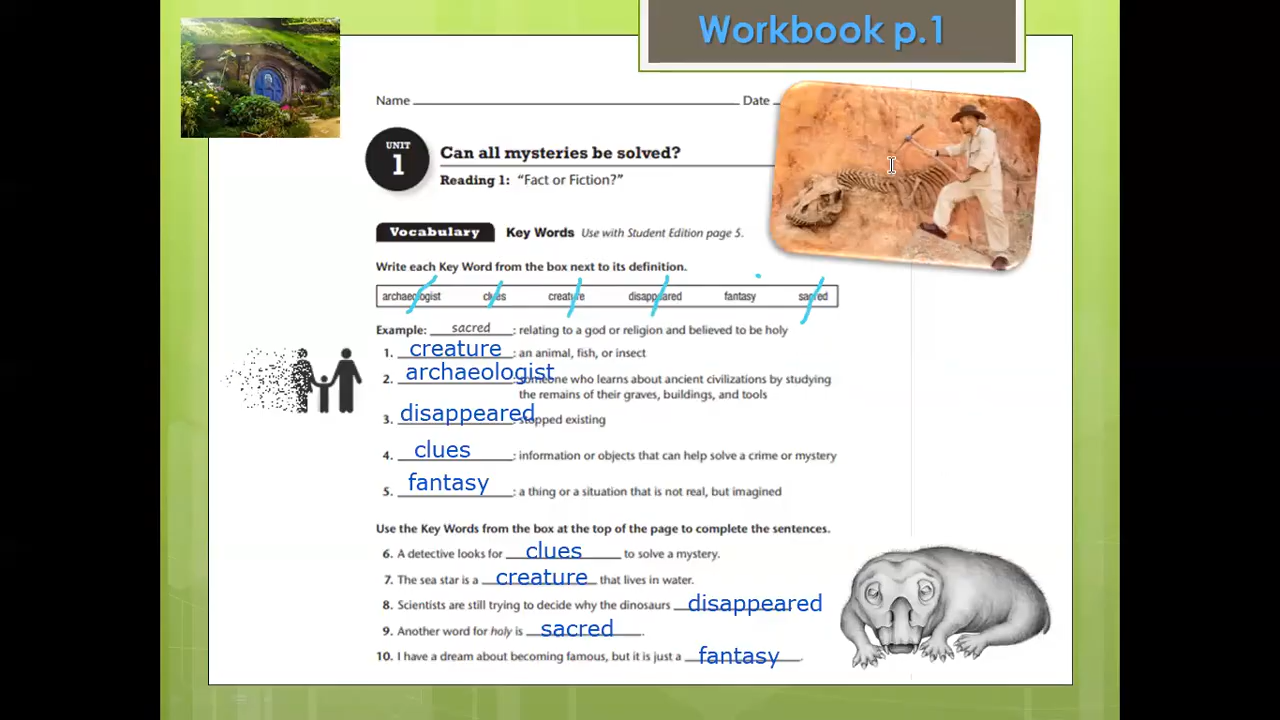 Workbook p.1
Name Date
UNIT
1
Can all mysteries be solved?
Reading 1: “Fact or Fiction?”
Vocabulary Key Words Use with Student Edition page 5.
Write each Key Word from the box next to its definition.
archaeologist clues creature disappeared fantasy sacred
Example: sacred : relating to a god or religion and believed to be holy
1. creature : an animal, fish, or insect
2. archaeologist : someone who learns about ancient civilizations by studying
the remains of their graves, buildings, and tools
3. disappeared : stopped existing
4. clues : information or objects that can help solve a crime or mystery
5. fantasy : a thing or a situation that is not real, but imagined
Use the Key Words from the box at the top of the page to complete the sentences.
6. A detective looks for clues to solve a mystery.
7. The sea star is a creature that lives in water.
8. Scientists are still trying to decide why the dinosaurs disappeared
9. Another word for holy is sacred .
10. I have a dream about becoming famous, but it is just a fantasy .